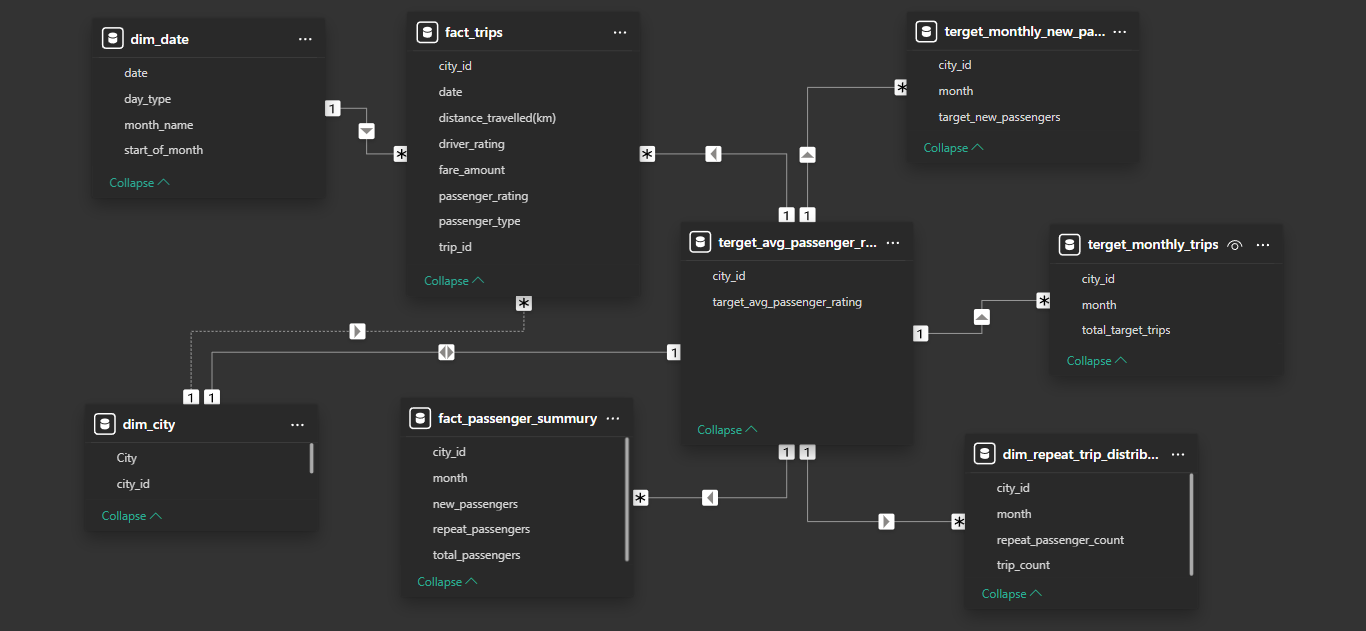 dim_date
...
date
day_type
month_name
start_of_month
Collapse
fact_trips
...
city_id
date
distance_travelled(km)
driver_rating
fare_amount
passenger_rating
passenger_type
trip_id
Collapse
terget_monthly_new_pa...
...
city_id
month
target_new_passengers
Collapse
1
*
*
*
1
1
terget_avg_passenger_r...
...
city_id
target_avg_passenger_rating
Collapse
terget_monthly_trips
...
city_id
month
total_target_trips
Collapse
*
1
*
1
1
1
dim_city
...
City
city_id
Collapse
fact_passenger_summury
...
city_id
month
new_passengers
repeat_passengers
total_passengers
Collapse
1
1
*
*
dim_repeat_trip_distrib...
...
city_id
month
repeat_passenger_count
trip_count
Collapse